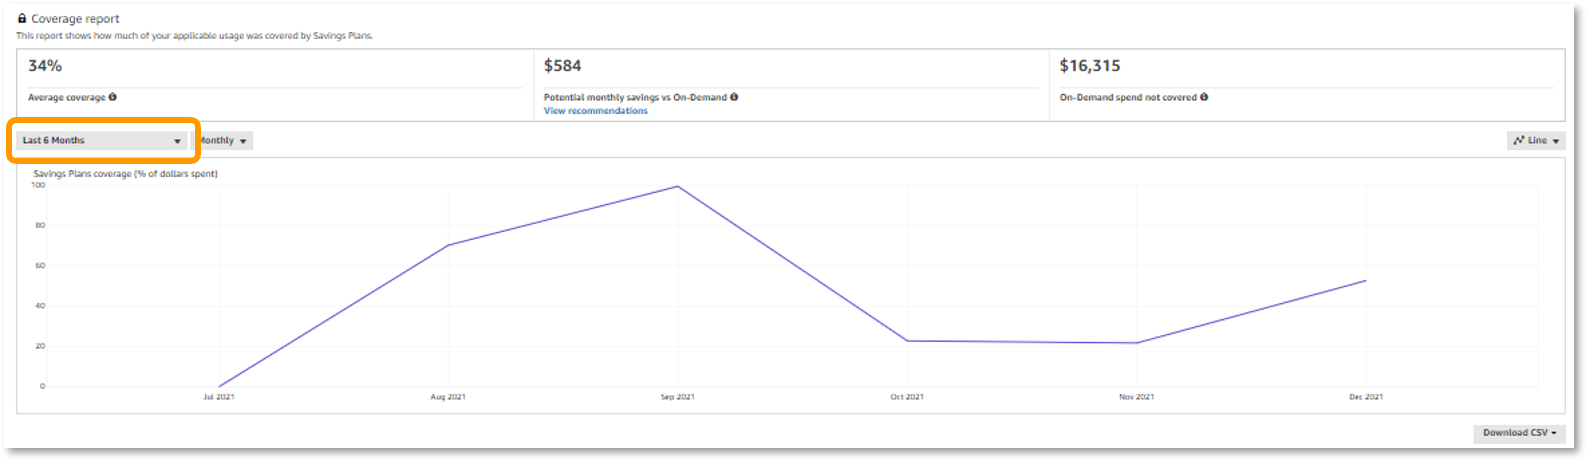 Coverage report
This report shows how much of your applicable usage was covered by Savings Plans.
34%
Average coverage
$584
Potential monthly savings vs On-Demand
View recommendations
$16,315
On-Demand spend not covered
Last 6 Months
Monthly
Line
Savings Plans coverage (% of dollars spent)
100
80
60
40
20
0
Jul 2021
Aug 2021
Sep 2021
Oct 2021
Nov 2021
Dec 2021
Download CSV